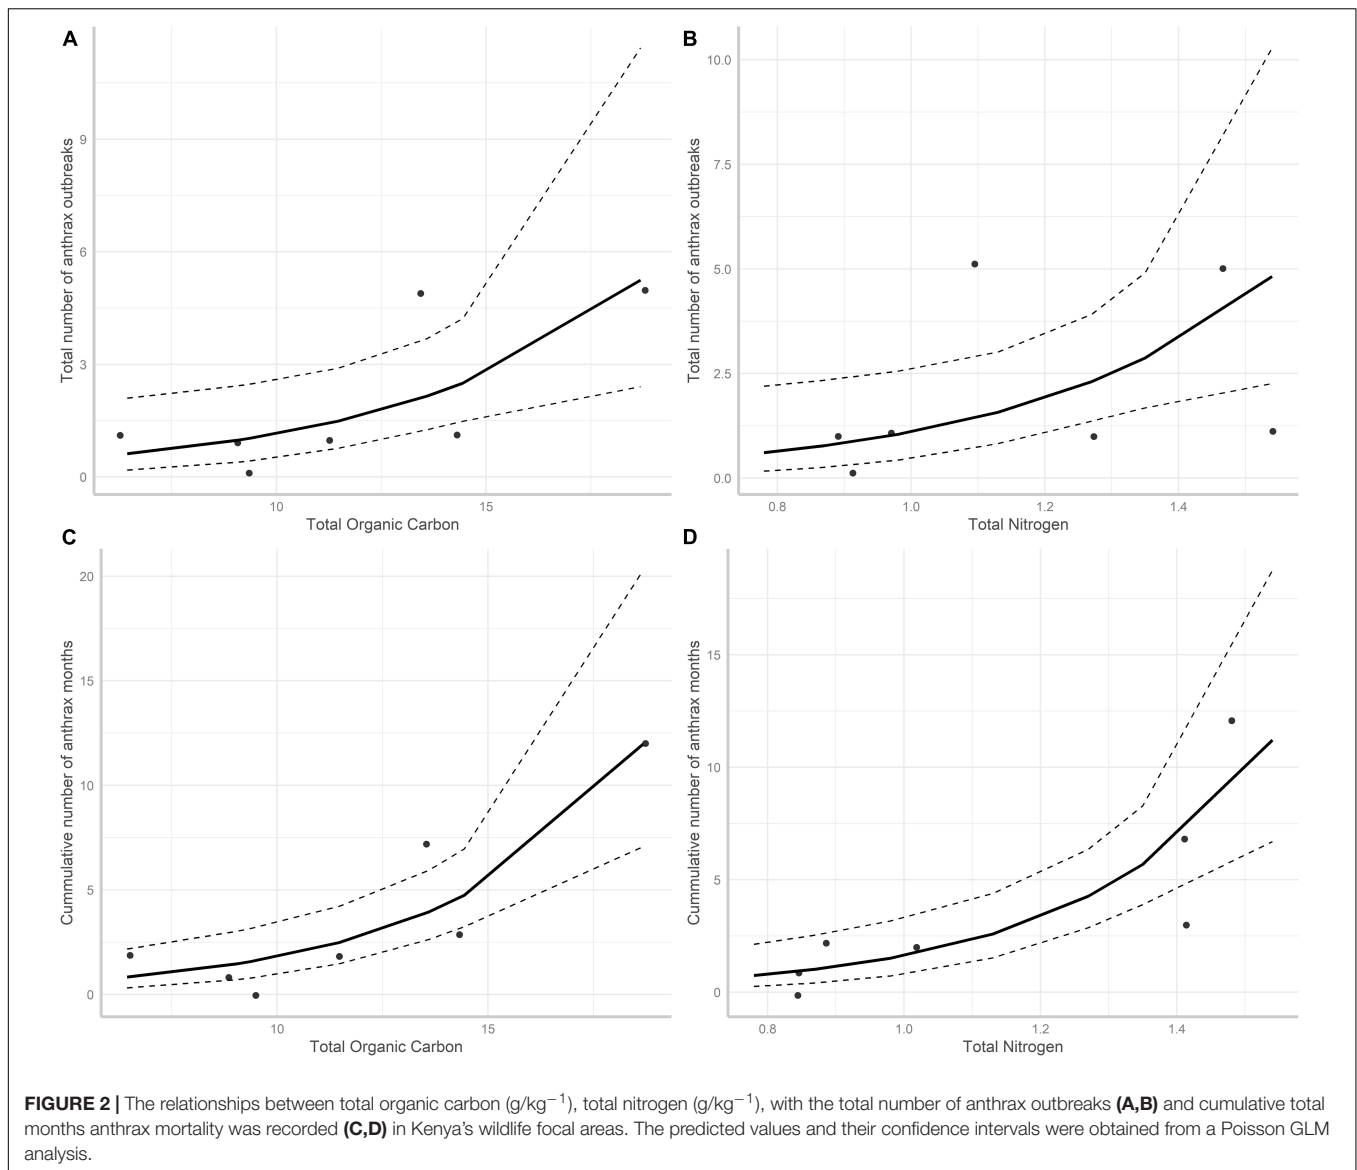 A
Total number of anthrax outbreaks
9
6
3
0
10
15
Total Organic Carbon
B
Total number of anthrax outbreaks
10.0
7.5
5.0
2.5
0.0
0.8
1.0
1.2
1.4
Total Nitrogen
C
Cummulative number of anthrax months
20
15
10
5
0
10
15
Total Organic Carbon
D
Cummulative number of anthrax months
15
10
5
0
0.8
1.0
1.2
1.4
Total Nitrogen
FIGURE 2 | The relationships between total organic carbon (g/kg−1), total nitrogen (g/kg−1), with the total number of anthrax outbreaks (A,B) and cumulative total
months anthrax mortality was recorded (C,D) in Kenya’s wildlife focal areas. The predicted values and their confidence intervals were obtained from a Poisson GLM
analysis.